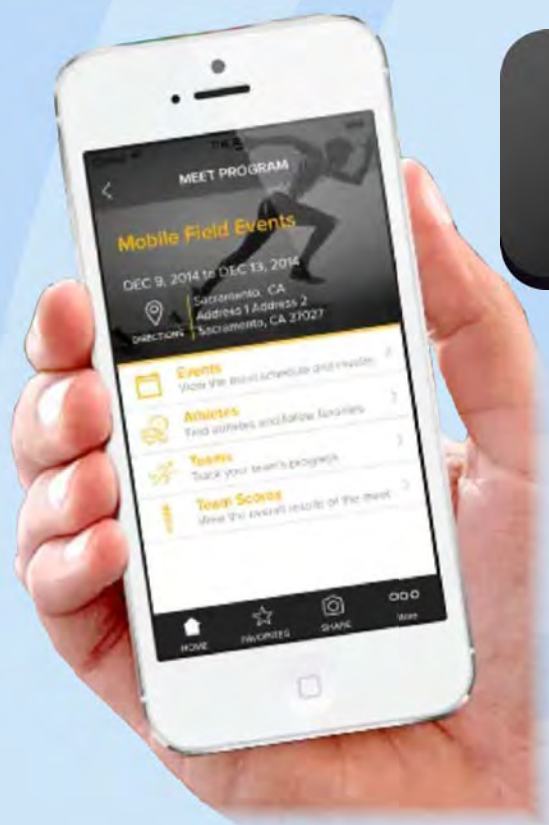 MEET PROGRAM
Mobile Field Events
DEC 9, 2014 to DEC 13, 2014
Sacramento, CA
Address 1 Address 2
Sacramento, CA 37027
DIRECTIONS
Events
View the meet schedule and results
Athletes
Find athletes and follow favorites
Teams
Track your team's progress
Team Scores
View the overall results of the meet
HOME
FAVORITES
SHARE
More